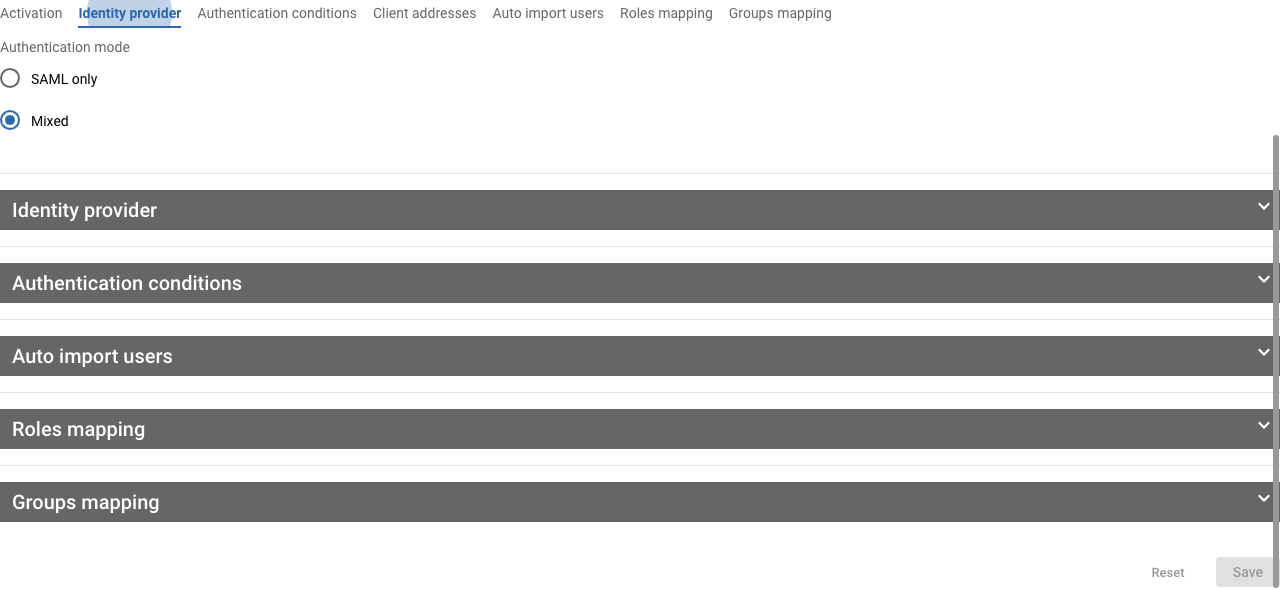 Activation Identity provider Authentication conditions Client addresses Auto import users Roles mapping Groups mapping
Authentication mode
SAML only
Mixed
Identity provider
Authentication conditions
Auto import users
Roles mapping
Groups mapping
Reset Save